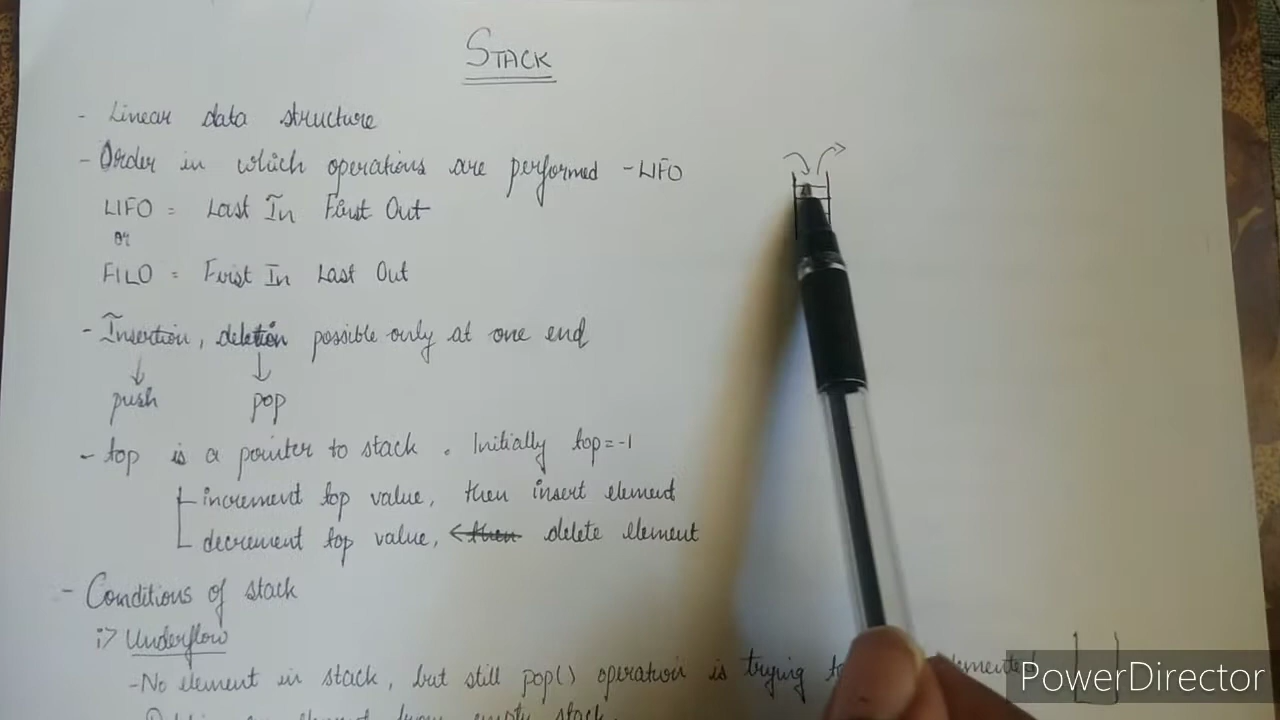 STACK
- Linear data structure
- Order in which operations are performed - LIFO
LIFO = Last In First Out
or
FILO = First In Last Out
- Insertion, deletion possible only at one end
push pop
- top is a pointer to stack. Initially top=-1
increment top value, then insert element
decrement top value, then delete element
- Conditions of stack
i> Underflow
- No element in stack, but still pop() operation is trying
PowerDirector